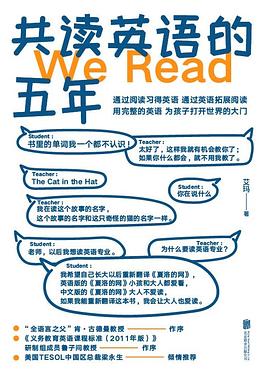 共读英语的
We Read
五年
通过阅读习得英语 通过英语拓展阅读
用完整的英语 为孩子打开世界的大门
Student:
书里的单词我一个都不认识！
Teacher:
太好了，这样我就有机会教你了；
如果你什么都会，就不用我教了。
Teacher:
The Cat in the Hat
Student:
你在说什么
艾玛——著
Teacher:
我在读这个故事的名字，
这个故事的名字和这只奇怪的猫的名字一样。
Student:
老师，以后我想读英语专业。
Teacher:
为什么要读英语专业？
Student:
我希望自己长大以后重新翻译《夏洛的网》，
英语版的《夏洛的网》小孩和大人都爱看，
中文版的《夏洛的网》大人不爱读，
如果我能重新翻译这本书，我会让大人也爱读。
“全语言之父”肯·古德曼教授——作序
《义务教育英语课程标准（2011年版）》
研制组成员鲁子问教授——作序
美国TESOL中国区总裁梁永生——倾情推荐